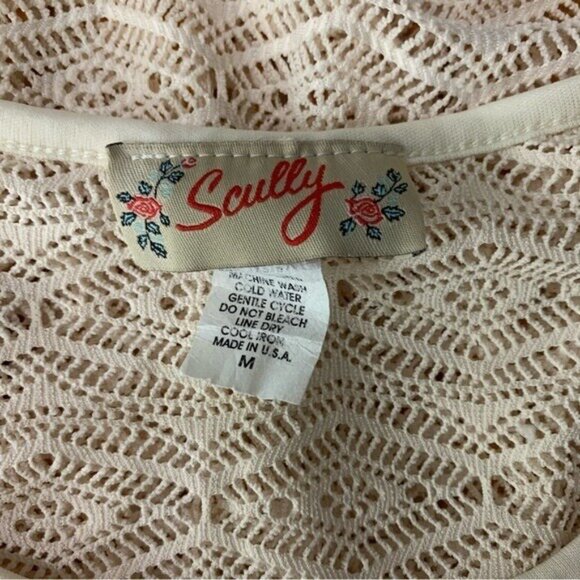 Scully
MACHINE WASH
COLD WATER
GENTLE CYCLE
DO NOT BLEACH
LINE DRY
COOL IRON
MADE IN U.S.A.
M